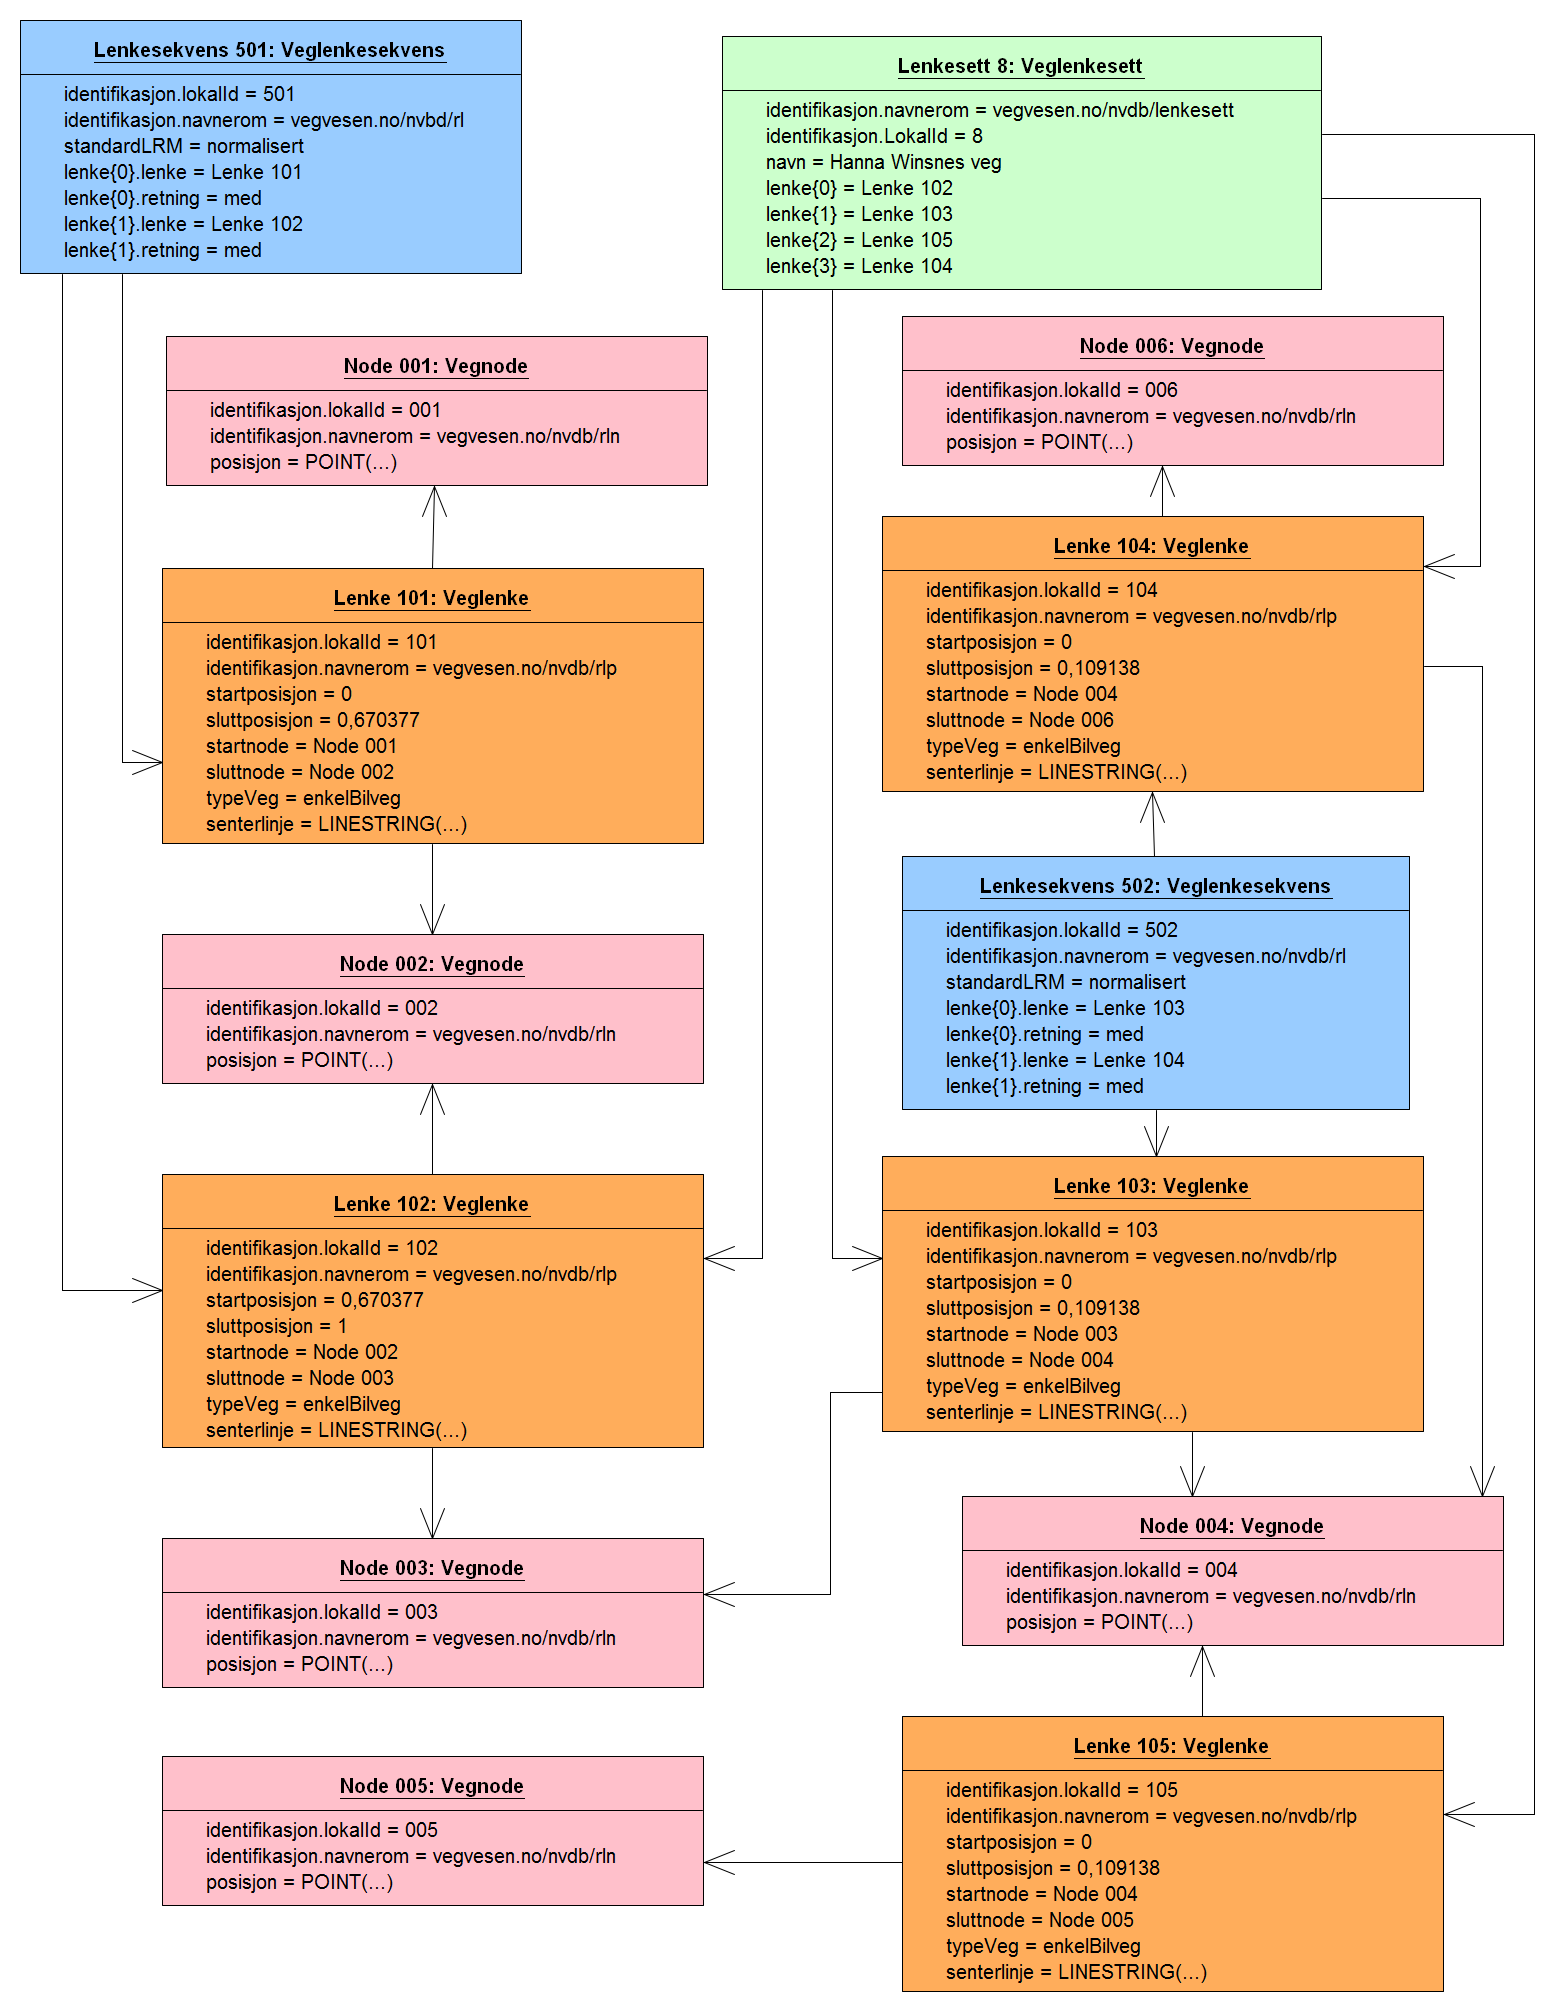 Lenkesekvens 501: Veglenkesekvens
identifikasjon.lokalId = 501
identifikasjon.navnerom = vegvesen.no/nvbd/rl
standardLRM = normalisert
lenke{0}.lenke = Lenke 101
lenke{0}.retning = med
lenke{1}.lenke = Lenke 102
lenke{1}.retning = med
Lenkesett 8: Veglenkesett
identifikasjon.navnerom = vegvesen.no/nvdb/lenkesett
identifikasjon.LokalId = 8
navn = Hanna Winsnes veg
lenke{0} = Lenke 102
lenke{1} = Lenke 103
lenke{2} = Lenke 105
lenke{3} = Lenke 104
Node 001: Vegnode
identifikasjon.lokalId = 001
identifikasjon.navnerom = vegvesen.no/nvdb/rln
posisjon = POINT(...)
Node 006: Vegnode
identifikasjon.lokalId = 006
identifikasjon.navnerom = vegvesen.no/nvdb/rln
posisjon = POINT(...)
Lenke 101: Veglenke
identifikasjon.lokalId = 101
identifikasjon.navnerom = vegvesen.no/nvdb/rlp
startposisjon = 0
sluttposisjon = 0,670377
startnode = Node 001
sluttnode = Node 002
typeVeg = enkelBilveg
senterlinje = LINESTRING(...)
Lenke 104: Veglenke
identifikasjon.lokalId = 104
identifikasjon.navnerom = vegvesen.no/nvdb/rlp
startposisjon = 0
sluttposisjon = 0,109138
startnode = Node 004
sluttnode = Node 006
typeVeg = enkelBilveg
senterlinje = LINESTRING(...)
Node 002: Vegnode
identifikasjon.lokalId = 002
identifikasjon.navnerom = vegvesen.no/nvdb/rln
posisjon = POINT(...)
Lenkesekvens 502: Veglenkesekvens
identifikasjon.lokalId = 502
identifikasjon.navnerom = vegvesen.no/nvdb/rl
standardLRM = normalisert
lenke{0}.lenke = Lenke 103
lenke{0}.retning = med
lenke{1}.lenke = Lenke 104
lenke{1}.retning = med
Lenke 102: Veglenke
identifikasjon.lokalId = 102
identifikasjon.navnerom = vegvesen.no/nvdb/rlp
startposisjon = 0,670377
sluttposisjon = 1
startnode = Node 002
sluttnode = Node 003
typeVeg = enkelBilveg
senterlinje = LINESTRING(...)
Lenke 103: Veglenke
identifikasjon.lokalId = 103
identifikasjon.navnerom = vegvesen.no/nvdb/rlp
startposisjon = 0
sluttposisjon = 0,109138
startnode = Node 003
sluttnode = Node 004
typeVeg = enkelBilveg
senterlinje = LINESTRING(...)
Node 003: Vegnode
identifikasjon.lokalId = 003
identifikasjon.navnerom = vegvesen.no/nvdb/rln
posisjon = POINT(...)
Node 004: Vegnode
identifikasjon.lokalId = 004
identifikasjon.navnerom = vegvesen.no/nvdb/rln
posisjon = POINT(...)
Node 005: Vegnode
identifikasjon.lokalId = 005
identifikasjon.navnerom = vegvesen.no/nvdb/rln
posisjon = POINT(...)
Lenke 105: Veglenke
identifikasjon.lokalId = 105
identifikasjon.navnerom = vegvesen.no/nvdb/rlp
startposisjon = 0
sluttposisjon = 0,109138
startnode = Node 004
sluttnode = Node 005
typeVeg = enkelBilveg
senterlinje = LINESTRING(...)